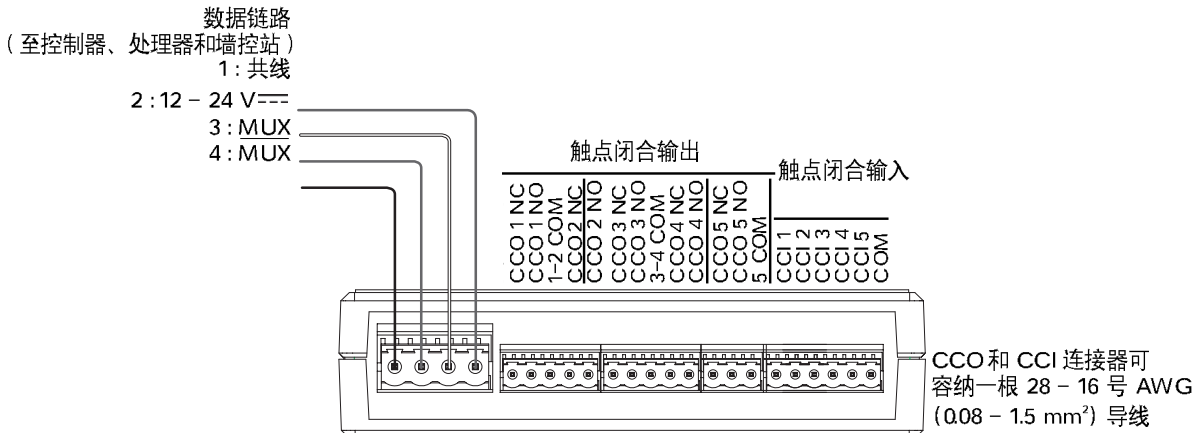 数据链路
(至控制器、处理器和墙控站)
1 : 共线
2 : 12 – 24 V⎓
3 : MUX
4 : M̅U̅X̅
触点闭合输出
触点闭合输入
CCO 1 NC
CCO 1 NO
1–2 COM
CCO 2 NC
CCO 2 NO
CCO 3 NC
CCO 3 NO
3–4 COM
CCO 4 NC
CCO 4 NO
CCO 5 NC
CCO 5 NO
5 COM
CCI 1
CCI 2
CCI 3
CCI 4
CCI 5
COM
CCO 和 CCI 连接器可
容纳一根 28 – 16 号 AWG
(0.08 – 1.5 mm²) 导线